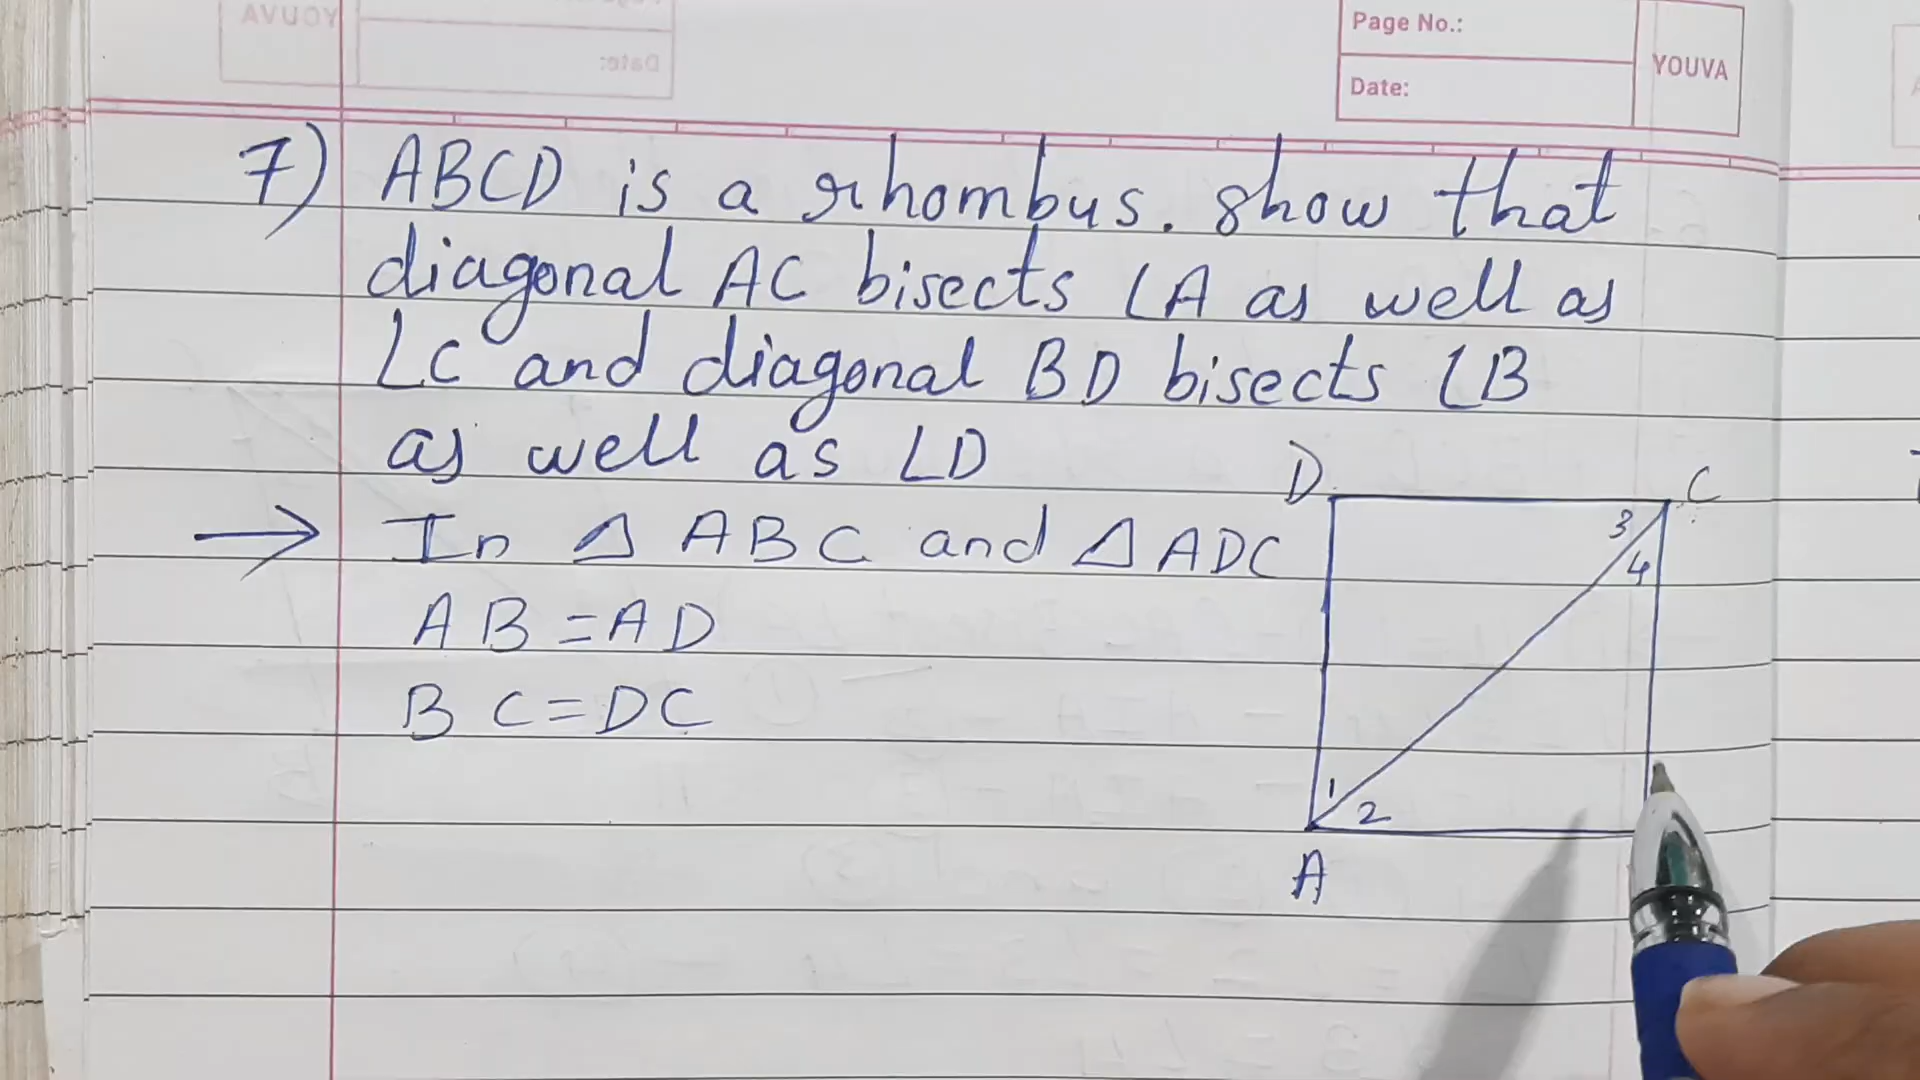 Page No.:
Date:
YOUVA
7) ABCD is a rhombus. show that
diagonal AC bisects ∠A as well as
∠C and diagonal BD bisects ∠B
as well as ∠D
→ In △ ABC and △ ADC
AB = AD
BC = DC
D
C
3
4
1
2
A